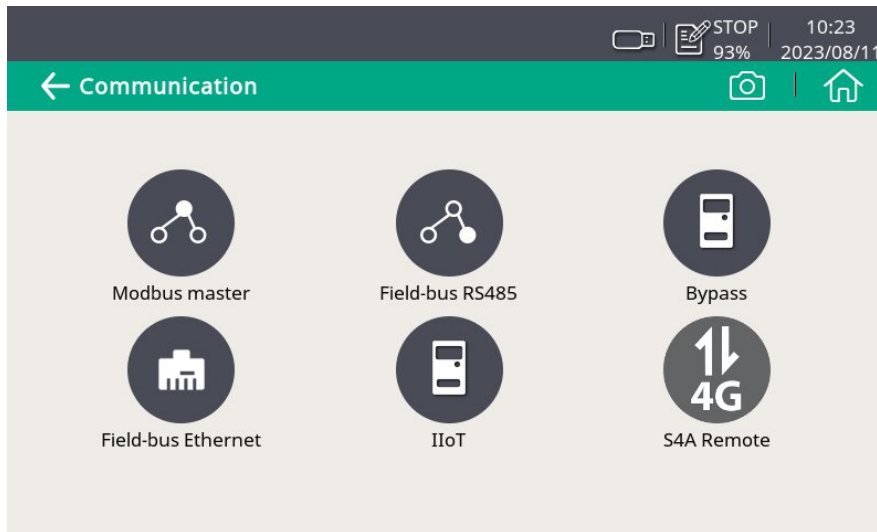 STOP
93%
10:23
2023/08/11
Communication
Modbus master
Field-bus RS485
Bypass
4G
Field-bus Ethernet
IIoT
S4A Remote